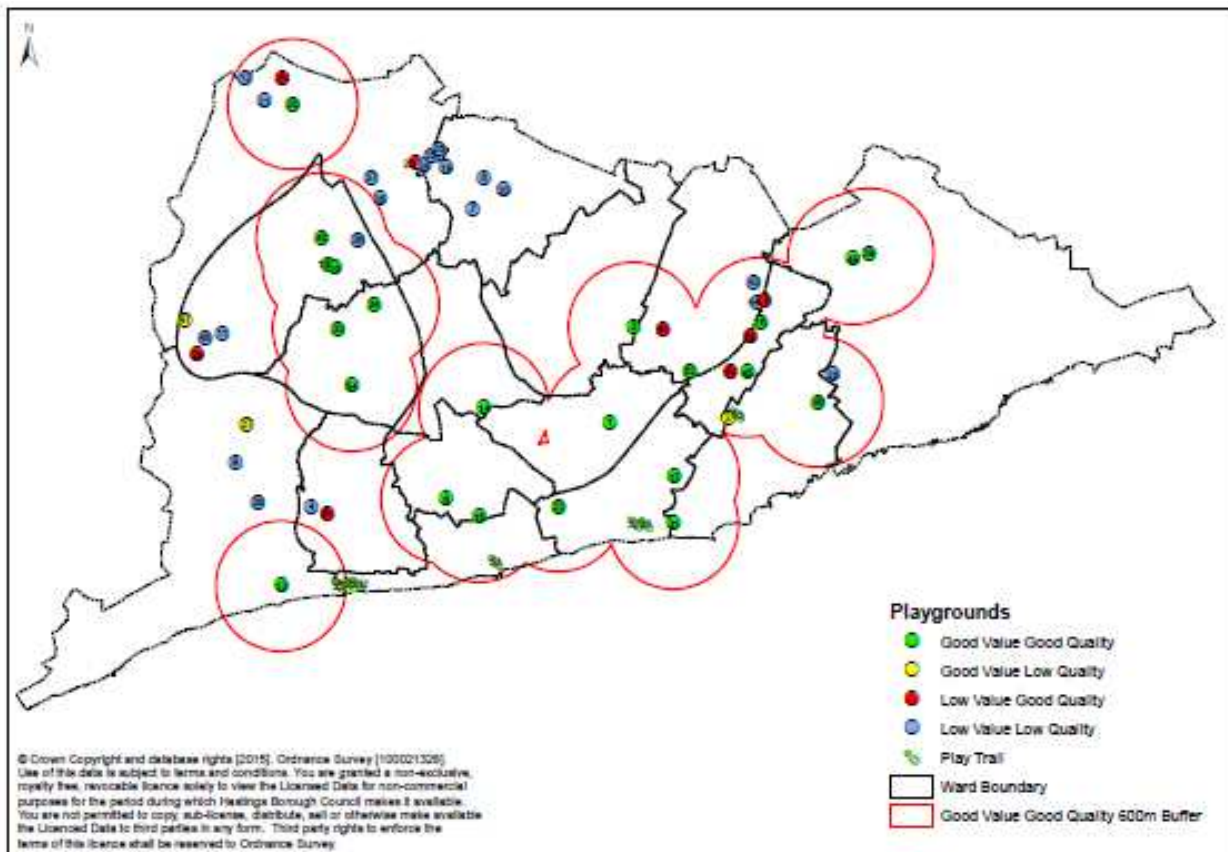 N
Playgrounds
Good Value Good Quality
Good Value Low Quality
Low Value Good Quality
Low Value Low Quality
Play Trail
Ward Boundary
Good Value Good Quality 600m Buffer
© Crown Copyright and database rights [2015]. Ordnance Survey [100021328]
Use of this data is subject to terms and conditions. You are granted a non-exclusive,
royalty free, revocable licence solely to view the Licensed Data for non-commercial
purposes for the period during which Hastings Borough Council makes it available.
You are not permitted to copy, sub-license, distribute, sell or otherwise make available
the Licenced Data to third parties in any form. Third party rights to enforce the
terms of this licence shall be reserved to Ordnance Survey